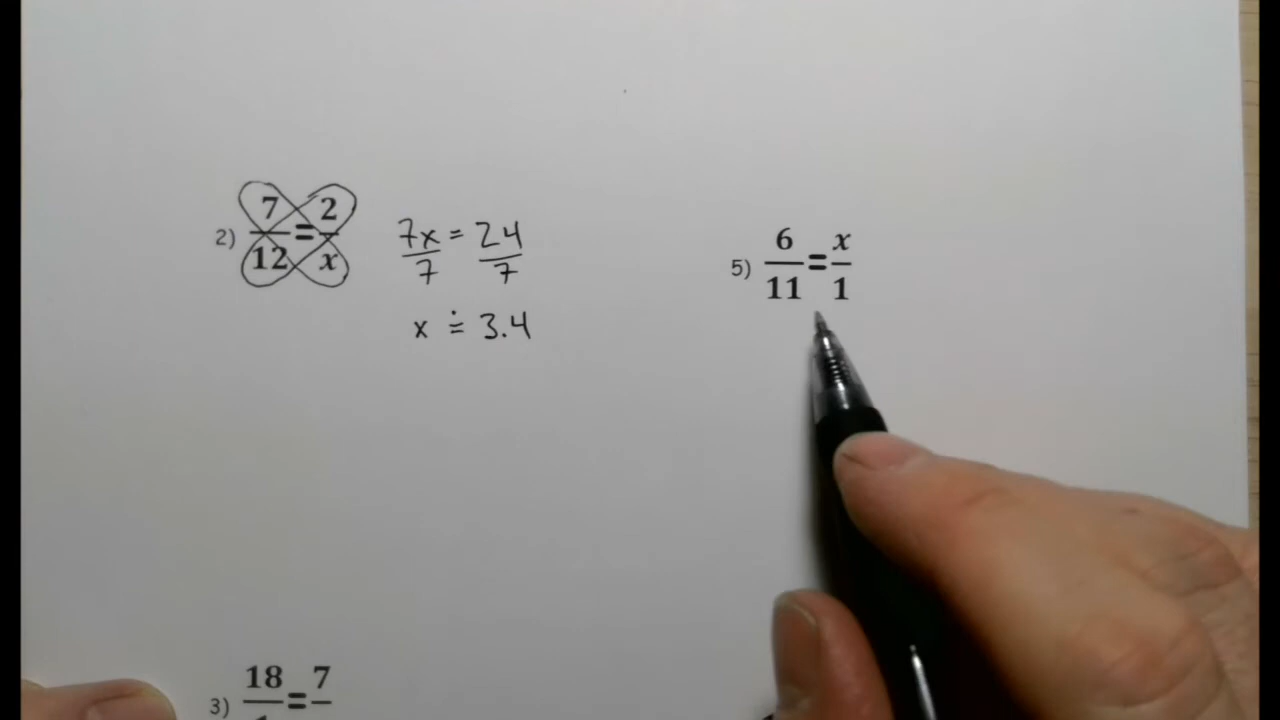 2) 7/12 = 2/x
7x/7 = 24/7
x ≐ 3.4
5) 6/11 = x/1
3) 18/ = 7/